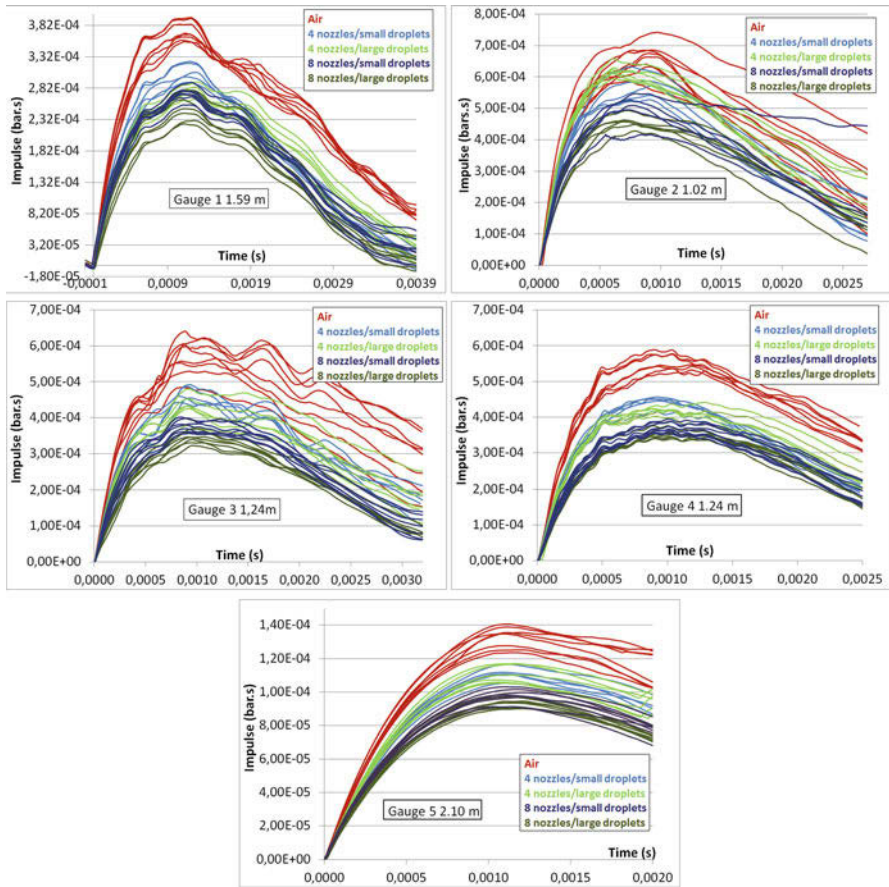 Impulse (bar.s)
3,82E-04
3,32E-04
2,82E-04
2,32E-04
1,82E-04
1,32E-04
8,20E-05
3,20E-05
-1,80E-05
-0,0001
0,0009
0,0019
0,0029
0,0039
Time (s)
Gauge 1 1.59 m
Air
4 nozzles/small droplets
4 nozzles/large droplets
8 nozzles/small droplets
8 nozzles/large droplets
Impulse (bars.s)
8,00E-04
7,00E-04
6,00E-04
5,00E-04
4,00E-04
3,00E-04
2,00E-04
1,00E-04
0,00E+00
0,0000
0,0005
0,0010
0,0015
0,0020
0,0025
Time (s)
Gauge 2 1.02 m
Air
4 nozzles/small droplets
4 nozzles/large droplets
8 nozzles/small droplets
8 nozzles/large droplets
Impulse (bar.s)
7,00E-04
6,00E-04
5,00E-04
4,00E-04
3,00E-04
2,00E-04
1,00E-04
0,00E+00
0,0000
0,0005
0,0010
0,0015
0,0020
0,0025
0,0030
Time (s)
Gauge 3 1,24m
Air
4 nozzles/small droplets
4 nozzles/large droplets
8 nozzles/small droplets
8 nozzles/large droplets
Impulse (bar.s)
7,00E-04
6,00E-04
5,00E-04
4,00E-04
3,00E-04
2,00E-04
1,00E-04
0,00E+00
0,0000
0,0005
0,0010
0,0015
0,0020
0,0025
Time (s)
Gauge 4 1.24 m
Air
4 nozzles/small droplets
4 nozzles/large droplets
8 nozzles/small droplets
8 nozzles/large droplets
Impulse (bar.s)
1,40E-04
1,20E-04
1,00E-04
8,00E-05
6,00E-05
4,00E-05
2,00E-05
0,00E+00
0,0000
0,0005
0,0010
0,0015
0,0020
Time (s)
Gauge 5 2.10 m
Air
4 nozzles/small droplets
4 nozzles/large droplets
8 nozzles/small droplets
8 nozzles/large droplets